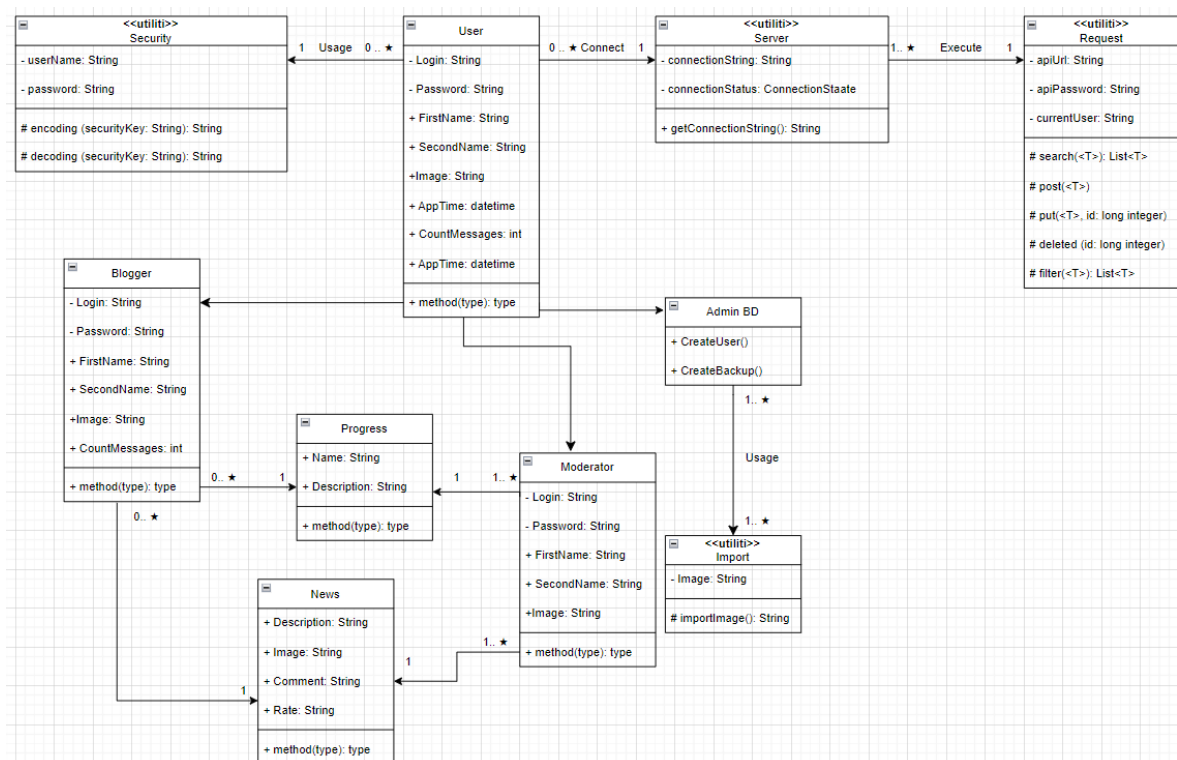 <<utiliti>>
Security
- userName: String
- password: String
# encoding (securityKey: String): String
# decoding (securityKey: String): String
1 Usage 0.. ★
User
- Login: String
- Password: String
+ FirstName: String
+ SecondName: String
+Image: String
+ AppTime: datetime
+ CountMessages: int
+ AppTime: datetime
+ method(type): type
0 .. ★ Connect 1
<<utiliti>>
Server
- connectionString: String
- connectionStatus: ConnectionStaate
+ getConnectionString(): String
1.. ★ Execute 1
<<utiliti>>
Request
- apiUrl: String
- apiPassword: String
- currentUser: String
# search(<T>): List<T>
# post(<T>)
# put(<T>, id: long integer)
# deleted (id: long integer)
# filter(<T>): List<T>
Blogger
- Login: String
- Password: String
+ FirstName: String
+ SecondName: String
+Image: String
+ CountMessages: int
+ method(type): type
0.. ★ 1
0.. ★
1
Progress
+ Name: String
+ Description: String
+ method(type): type
1 1.. ★
Admin BD
+ CreateUser()
+ CreateBackup()
1.. ★
Usage
1.. ★
Moderator
- Login: String
- Password: String
+ FirstName: String
+ SecondName: String
+Image: String
+ method(type): type
1.. ★
1
<<utiliti>>
Import
- Image: String
# importImage(): String
News
+ Description: String
+ Image: String
+ Comment: String
+ Rate: String
+ method(type): type